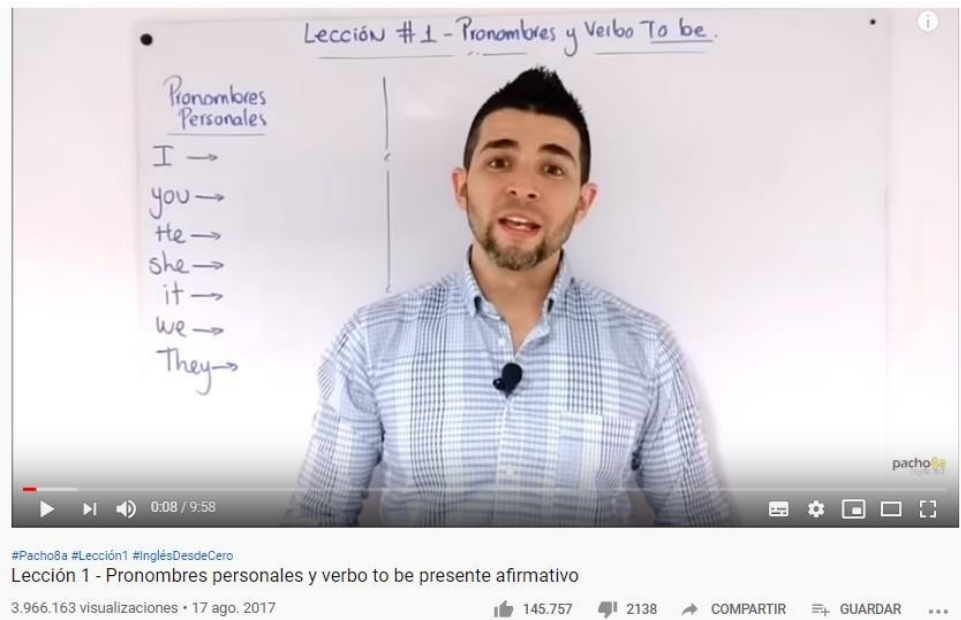 Lección #1 - Pronombres y Verbo To be.
Pronombres
Personales
I →
you →
He →
she →
it →
we →
They →
pacho8a
0:08 / 9:58
#Pacho8a #Lección1 #InglésDesdeCero
Lección 1 - Pronombres personales y verbo to be presente afirmativo
3.966.163 visualizaciones • 17 ago. 2017
145.757 2138 COMPARTIR GUARDAR